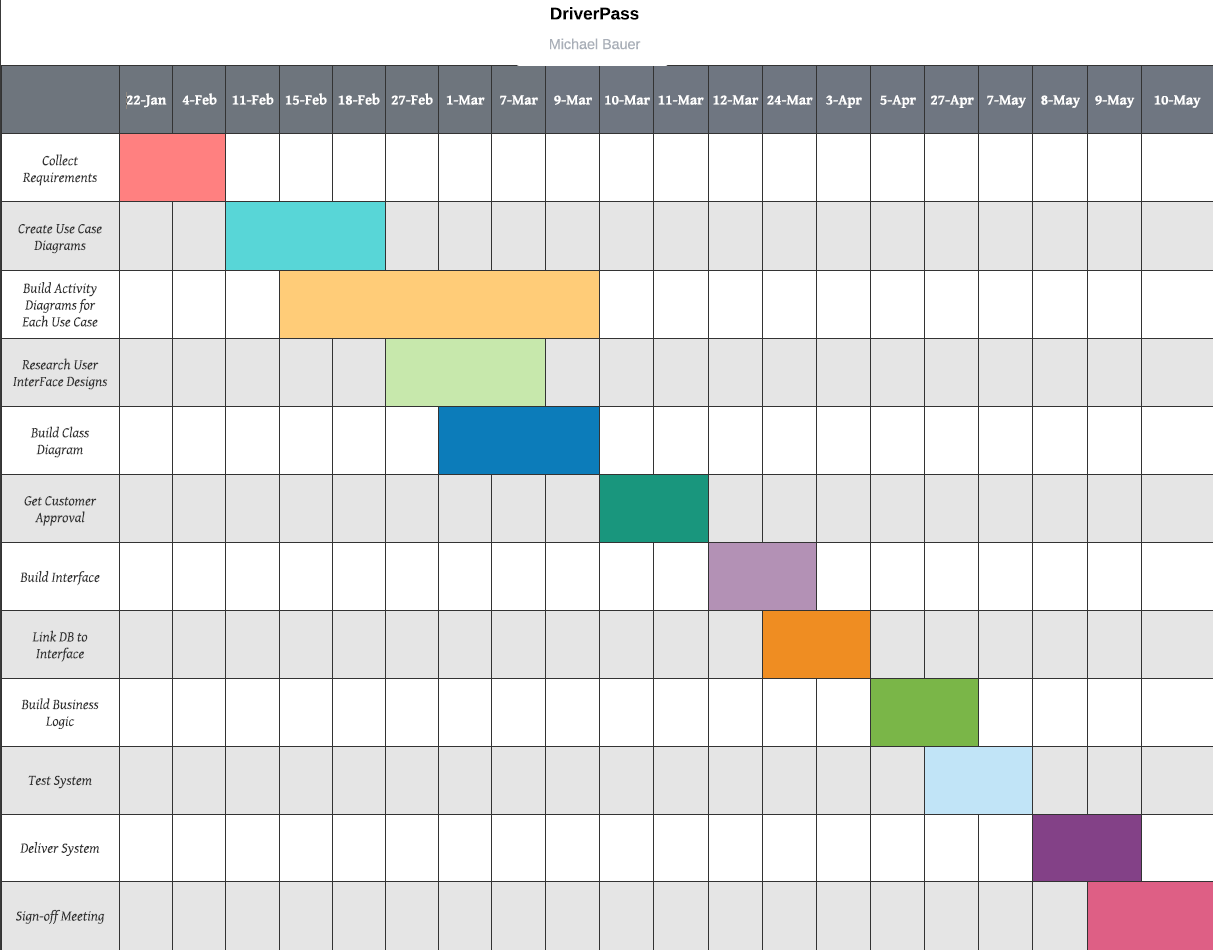 DriverPass
Michael Bauer
22-Jan 4-Feb 11-Feb 15-Feb 18-Feb 27-Feb 1-Mar 7-Mar 9-Mar 10-Mar 11-Mar 12-Mar 24-Mar 3-Apr 5-Apr 27-Apr 7-May 8-May 9-May 10-May
Collect
Requirements
Create Use Case
Diagrams
Build Activity
Diagrams for
Each Use Case
Research User
InterFace Designs
Build Class
Diagram
Get Customer
Approval
Build Interface
Link DB to
Interface
Build Business
Logic
Test System
Deliver System
Sign-off Meeting